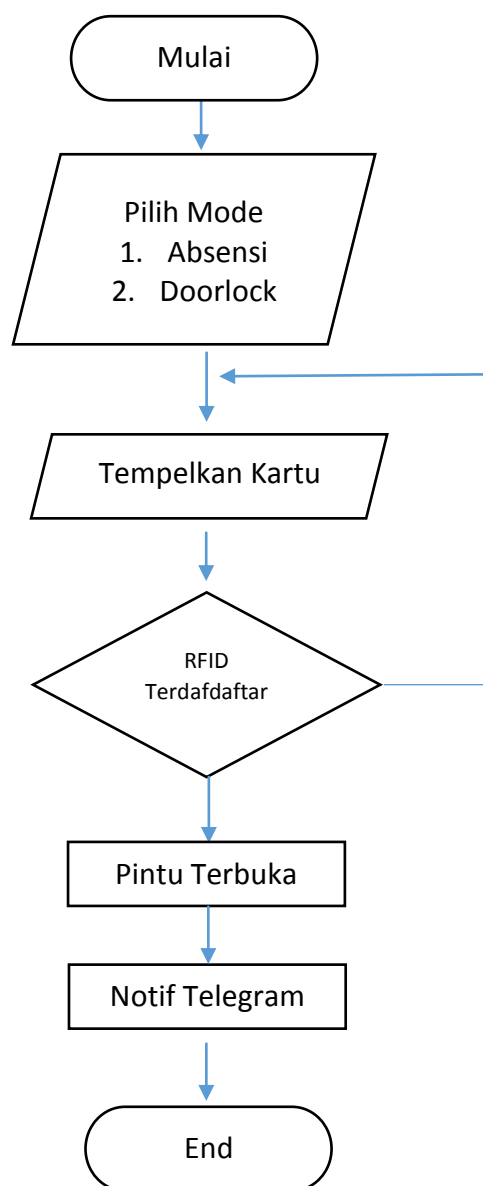 Mulai
Pilih Mode
1. Absensi
2. Doorlock
Tempelkan Kartu
RFID
Terdafdaftar
Pintu Terbuka
Notif Telegram
End